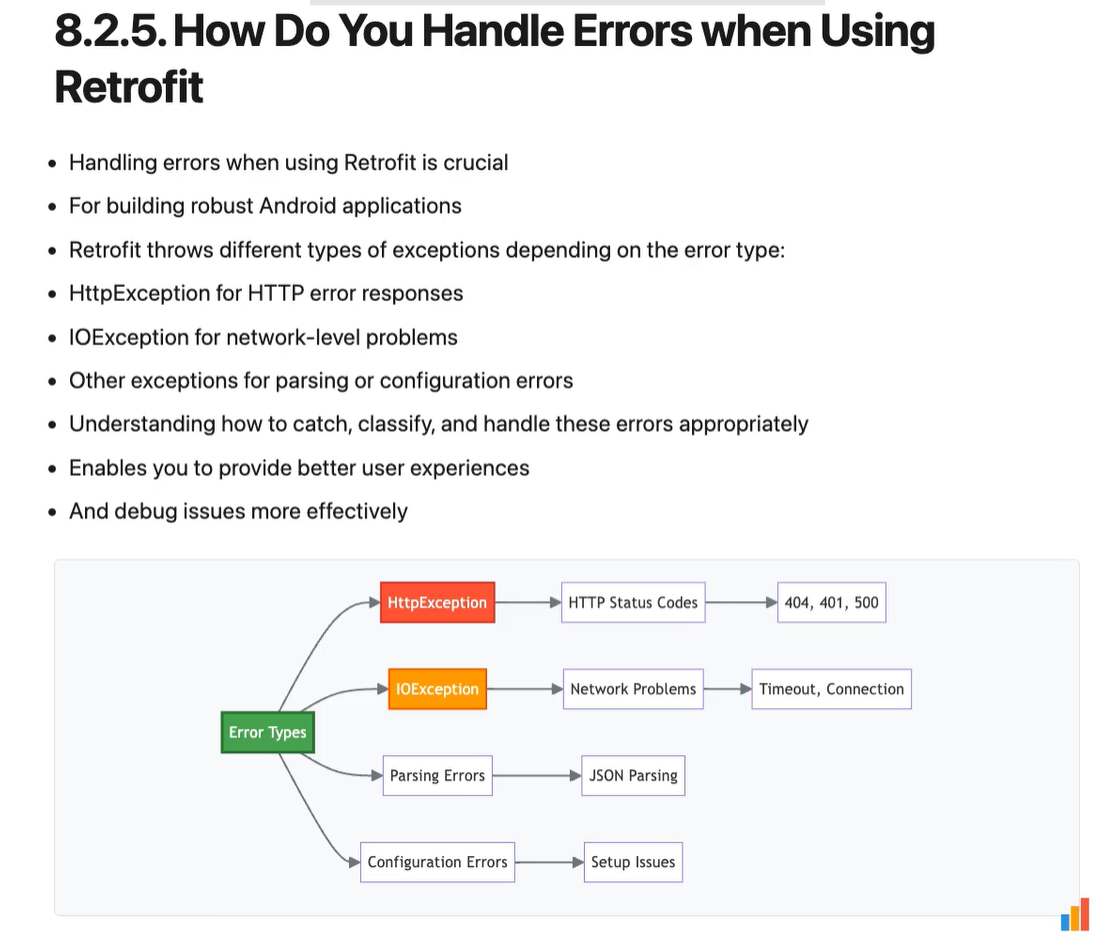 8.2.5. How Do You Handle Errors when Using
Retrofit
• Handling errors when using Retrofit is crucial
• For building robust Android applications
• Retrofit throws different types of exceptions depending on the error type:
• HttpException for HTTP error responses
• IOException for network-level problems
• Other exceptions for parsing or configuration errors
• Understanding how to catch, classify, and handle these errors appropriately
• Enables you to provide better user experiences
• And debug issues more effectively
HttpException
HTTP Status Codes
404, 401, 500
IOException
Network Problems
Timeout, Connection
Error Types
Parsing Errors
JSON Parsing
Configuration Errors
Setup Issues